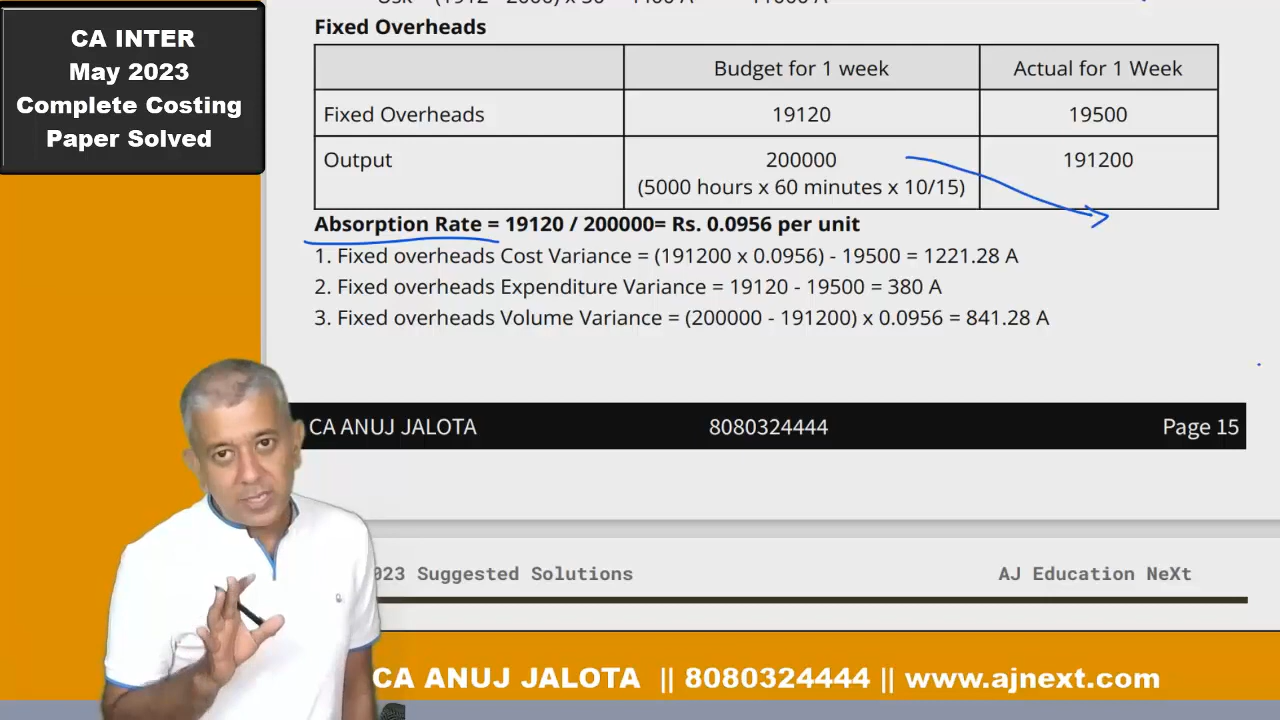 CA INTER
May 2023
Complete Costing
Paper Solved
Fixed Overheads
Budget for 1 week
Actual for 1 Week
Fixed Overheads
19120
19500
Output
200000
(5000 hours x 60 minutes x 10/15)
191200
Absorption Rate = 19120 / 200000= Rs. 0.0956 per unit
1. Fixed overheads Cost Variance = (191200 x 0.0956) - 19500 = 1221.28 A
2. Fixed overheads Expenditure Variance = 19120 - 19500 = 380 A
3. Fixed overheads Volume Variance = (200000 - 191200) x 0.0956 = 841.28 A
CA ANUJ JALOTA
8080324444
Page 15
023 Suggested Solutions
AJ Education NeXt
CA ANUJ JALOTA || 8080324444 || www.ajnext.com